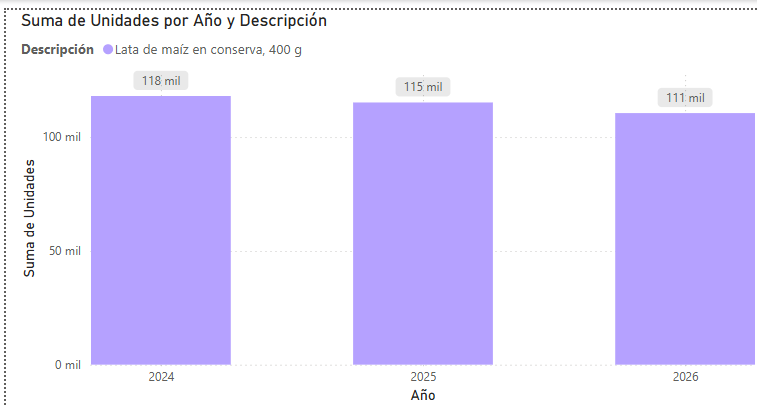 Suma de Unidades por Año y Descripción
Descripción Lata de maíz en conserva, 400 g
118 mil
115 mil
111 mil
100 mil
50 mil
0 mil
Suma de Unidades
2024 2025 2026
Año